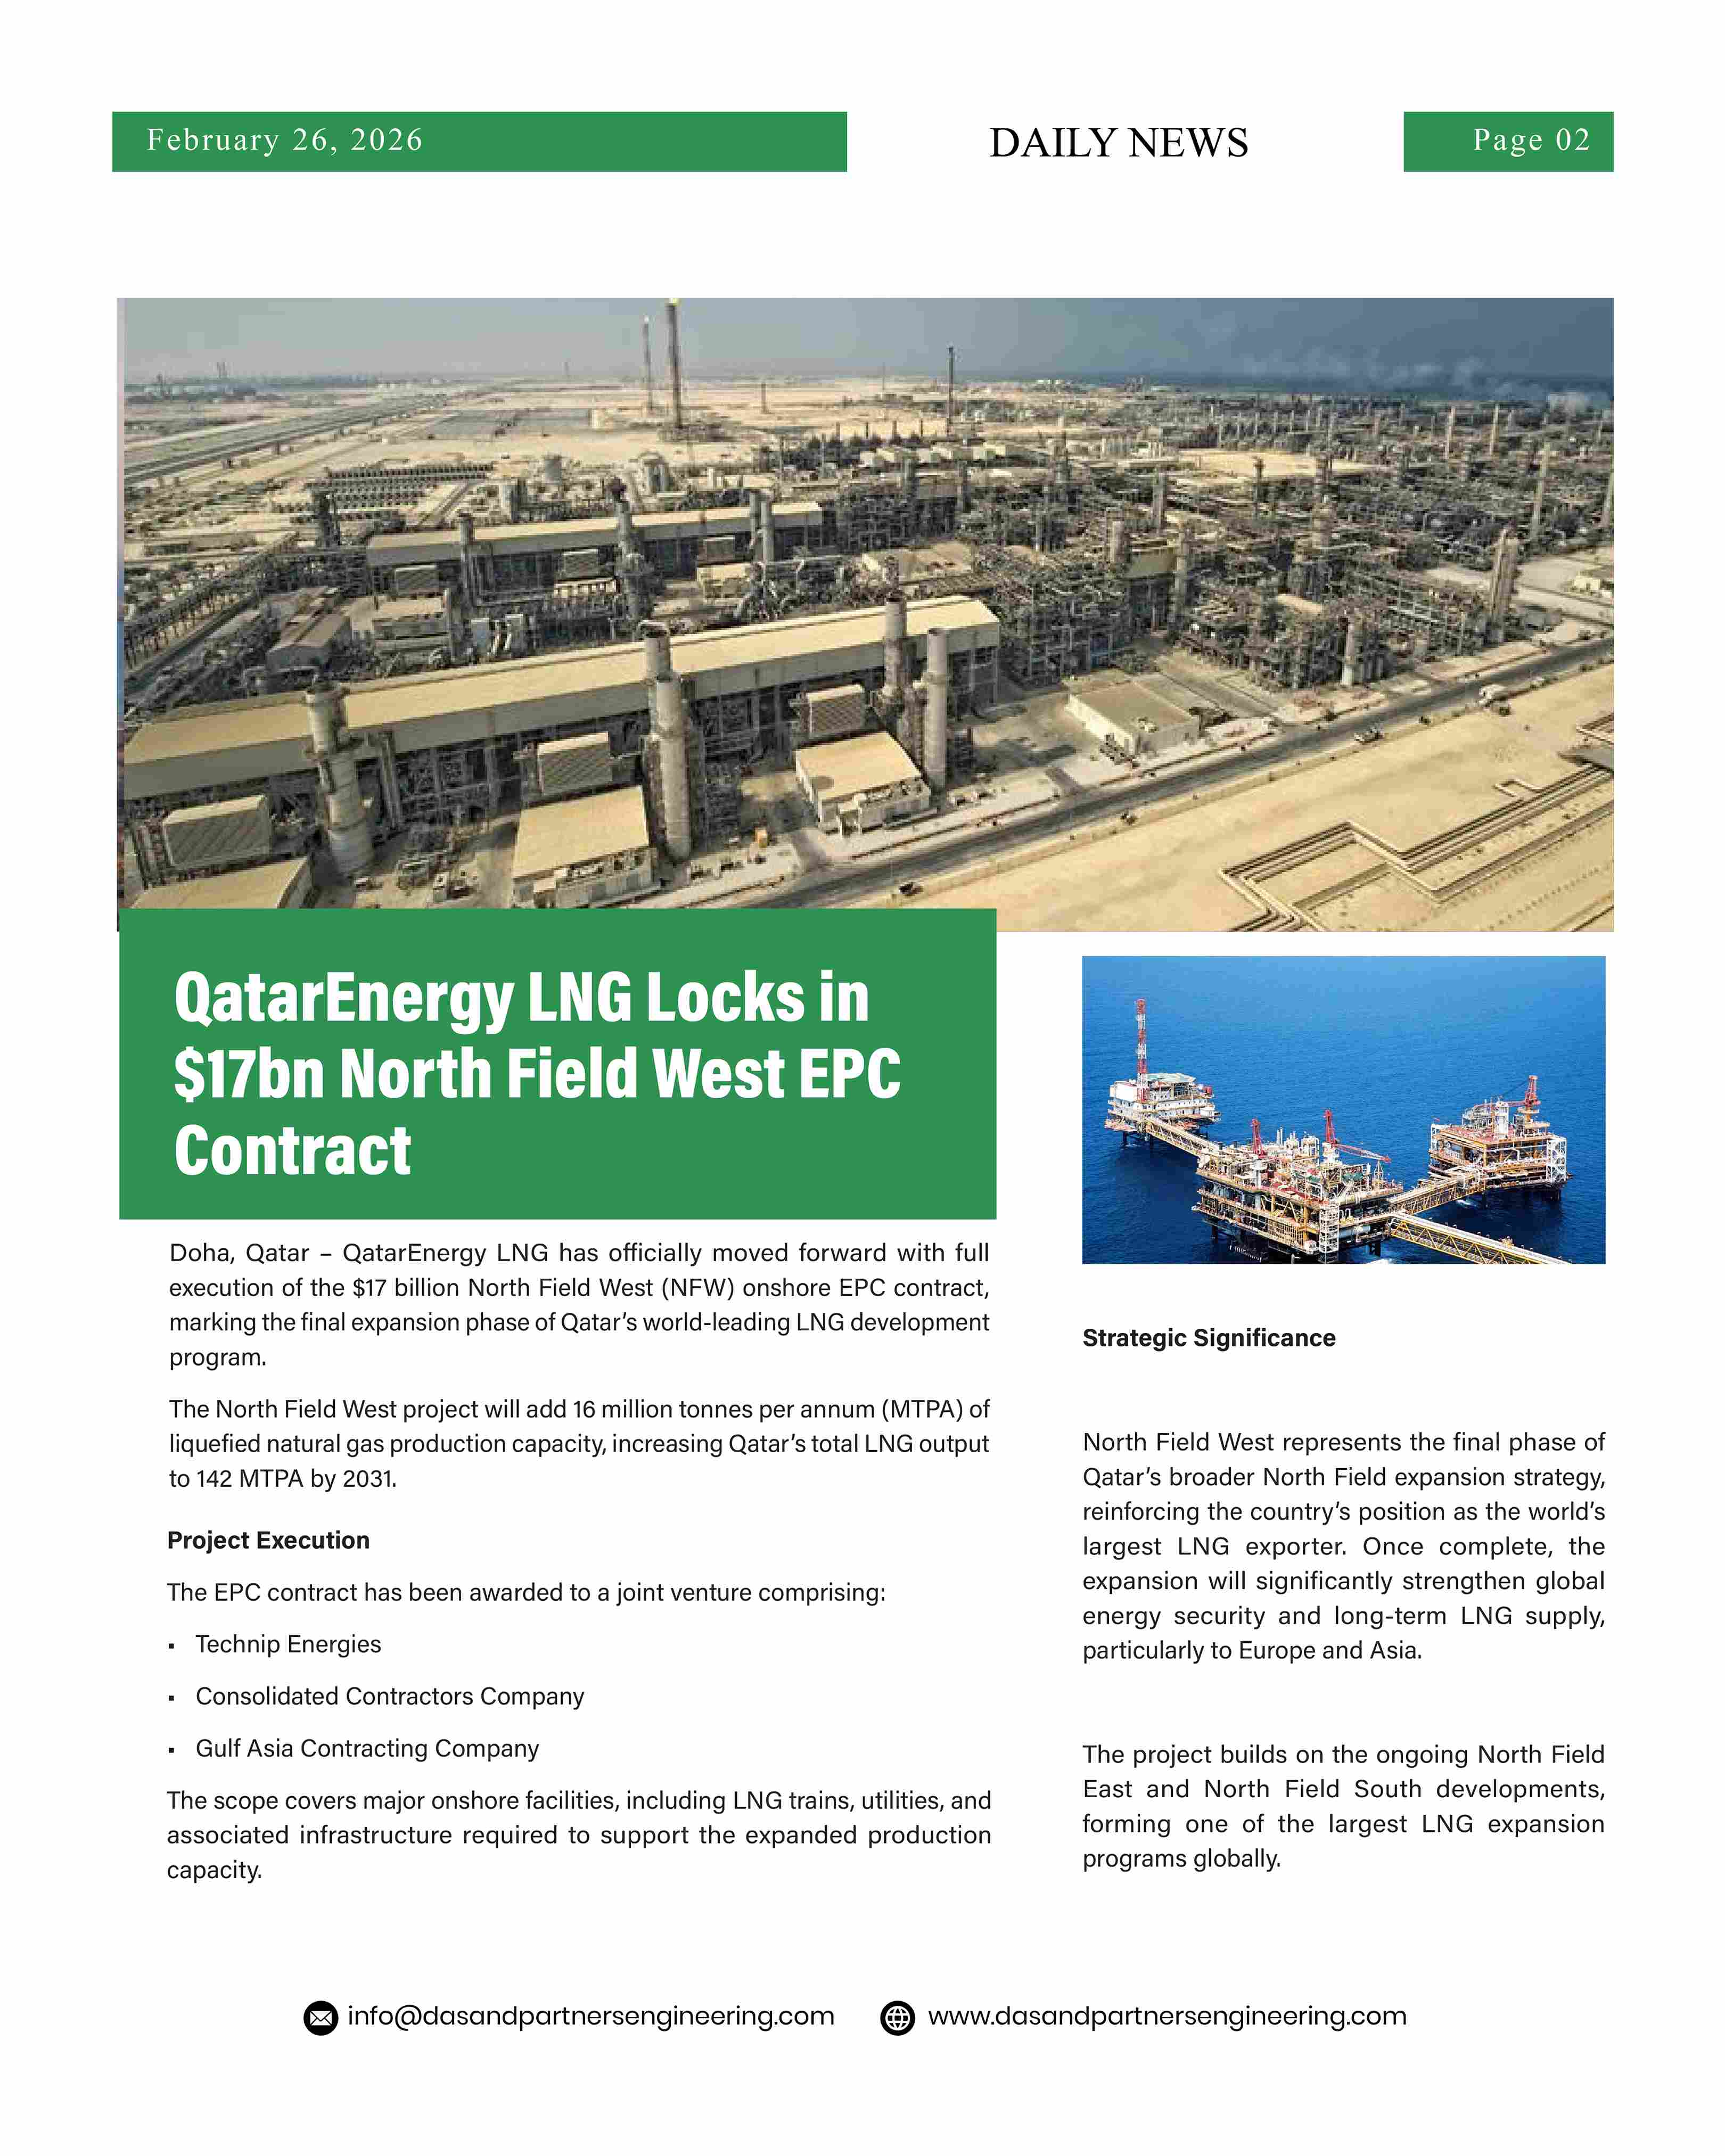 February 26, 2026
DAILY NEWS
Page 02
QatarEnergy LNG Locks in
$17bn North Field West EPC
Contract
Doha, Qatar – QatarEnergy LNG has officially moved forward with full
execution of the $17 billion North Field West (NFW) onshore EPC contract,
marking the final expansion phase of Qatar’s world-leading LNG development
program.
The North Field West project will add 16 million tonnes per annum (MTPA) of
liquefied natural gas production capacity, increasing Qatar’s total LNG output
to 142 MTPA by 2031.
Project Execution
The EPC contract has been awarded to a joint venture comprising:
▪ Technip Energies
▪ Consolidated Contractors Company
▪ Gulf Asia Contracting Company
The scope covers major onshore facilities, including LNG trains, utilities, and
associated infrastructure required to support the expanded production
capacity.
Strategic Significance
North Field West represents the final phase of
Qatar’s broader North Field expansion strategy,
reinforcing the country’s position as the world’s
largest LNG exporter. Once complete, the
expansion will significantly strengthen global
energy security and long-term LNG supply,
particularly to Europe and Asia.
The project builds on the ongoing North Field
East and North Field South developments,
forming one of the largest LNG expansion
programs globally.
info@dasandpartnersengineering.com
www.dasandpartnersengineering.com